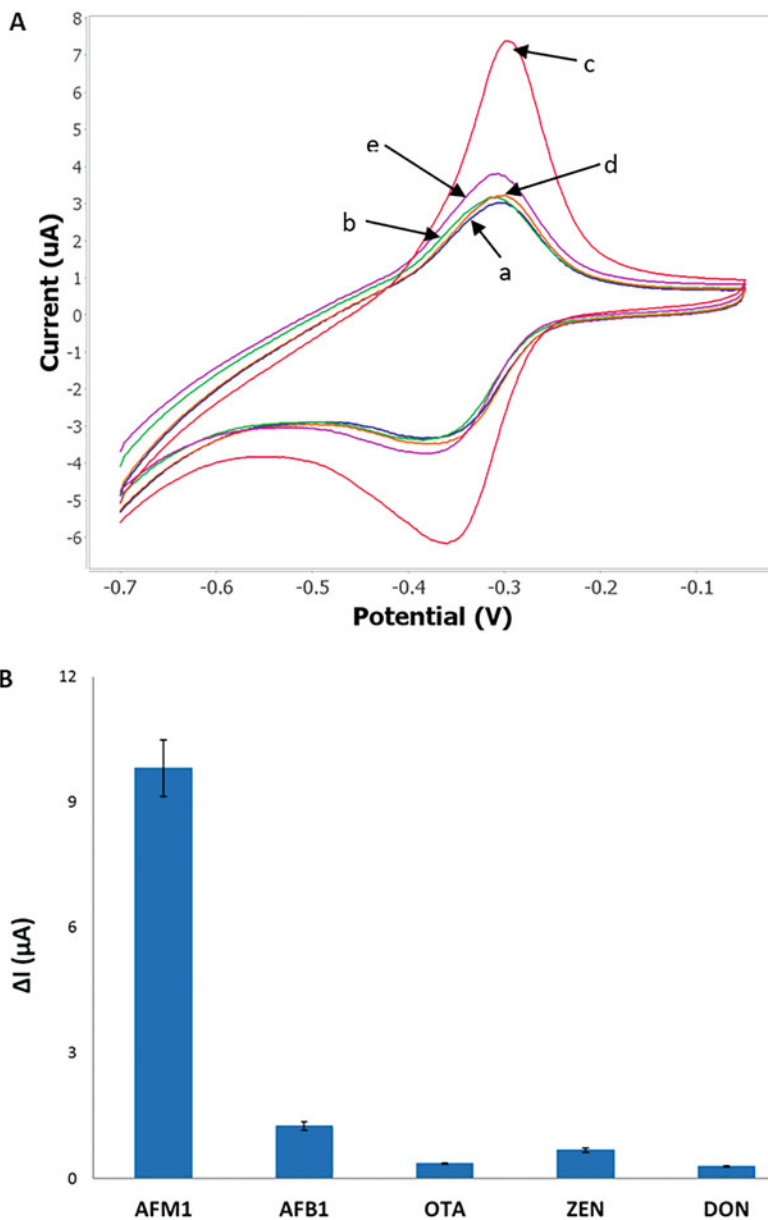 A
8
7
6
5
4
3
2
1
0
-1
-2
-3
-4
-5
-6
Current (uA)
c
e
d
b
a
-0.7 -0.6 -0.5 -0.4 -0.3 -0.2 -0.1
Potential (V)
B
12
9
6
3
0
ΔI (µA)
AFM1 AFB1 OTA ZEN DON